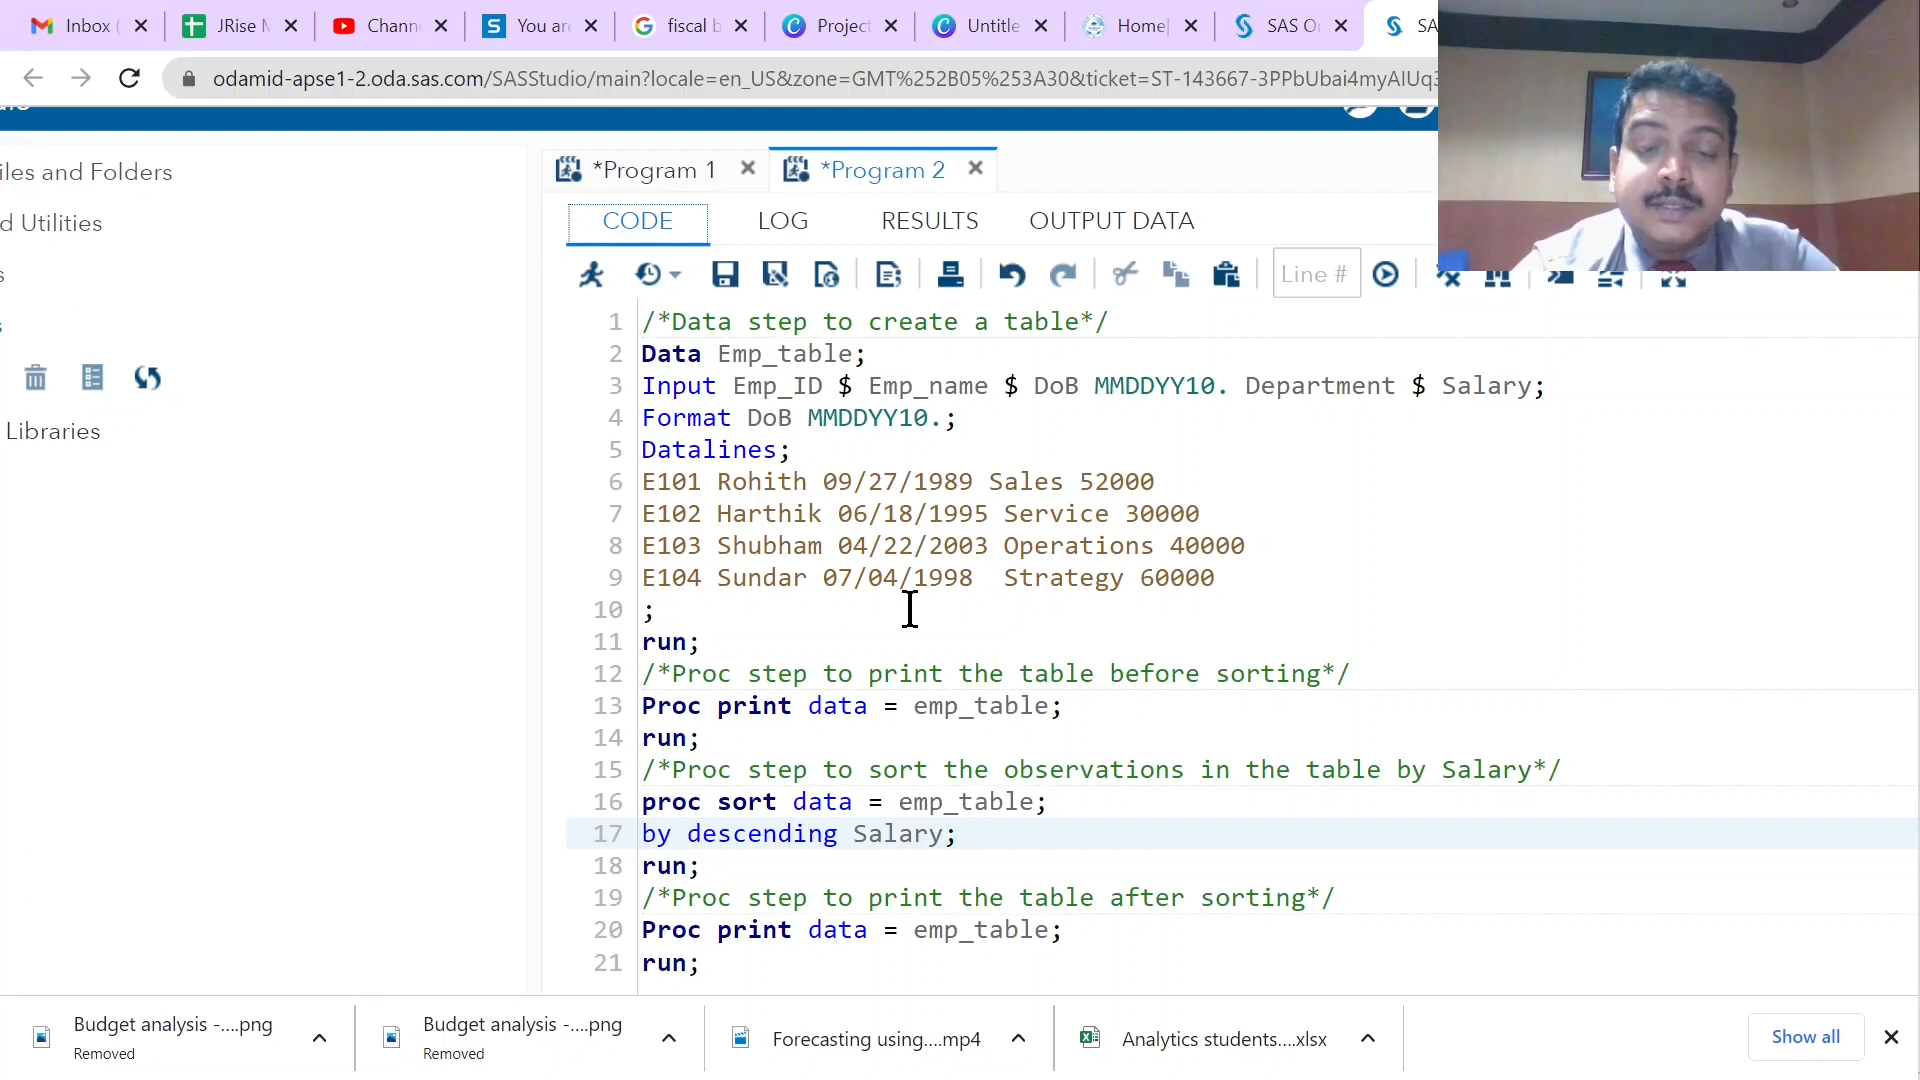 Inbox (
JRise M
Chann
You are
fiscal b
Project
Untitle
Home|
SAS O
SA
odamid-apse1-2.oda.sas.com/SASStudio/main?locale=en_US&zone=GMT%252B05%253A30&ticket=ST-143667-3PPbUbai4myAIUq
iles and Folders
d Utilities
s
s
Libraries
*Program 1
*Program 2
CODE
LOG
RESULTS
OUTPUT DATA
Line #
1 /*Data step to create a table*/
2 Data Emp_table;
3 Input Emp_ID $ Emp_name $ DoB MMDDYY10. Department $ Salary;
4 Format DoB MMDDYY10.;
5 Datalines;
6 E101 Rohith 09/27/1989 Sales 52000
7 E102 Harthik 06/18/1995 Service 30000
8 E103 Shubham 04/22/2003 Operations 40000
9 E104 Sundar 07/04/1998  Strategy 60000
10 ;
11 run;
12 /*Proc step to print the table before sorting*/
13 Proc print data = emp_table;
14 run;
15 /*Proc step to sort the observations in the table by Salary*/
16 proc sort data = emp_table;
17 by descending Salary;
18 run;
19 /*Proc step to print the table after sorting*/
20 Proc print data = emp_table;
21 run;
Budget analysis -....png
Removed
Budget analysis -....png
Removed
Forecasting using....mp4
Analytics students....xlsx
Show all